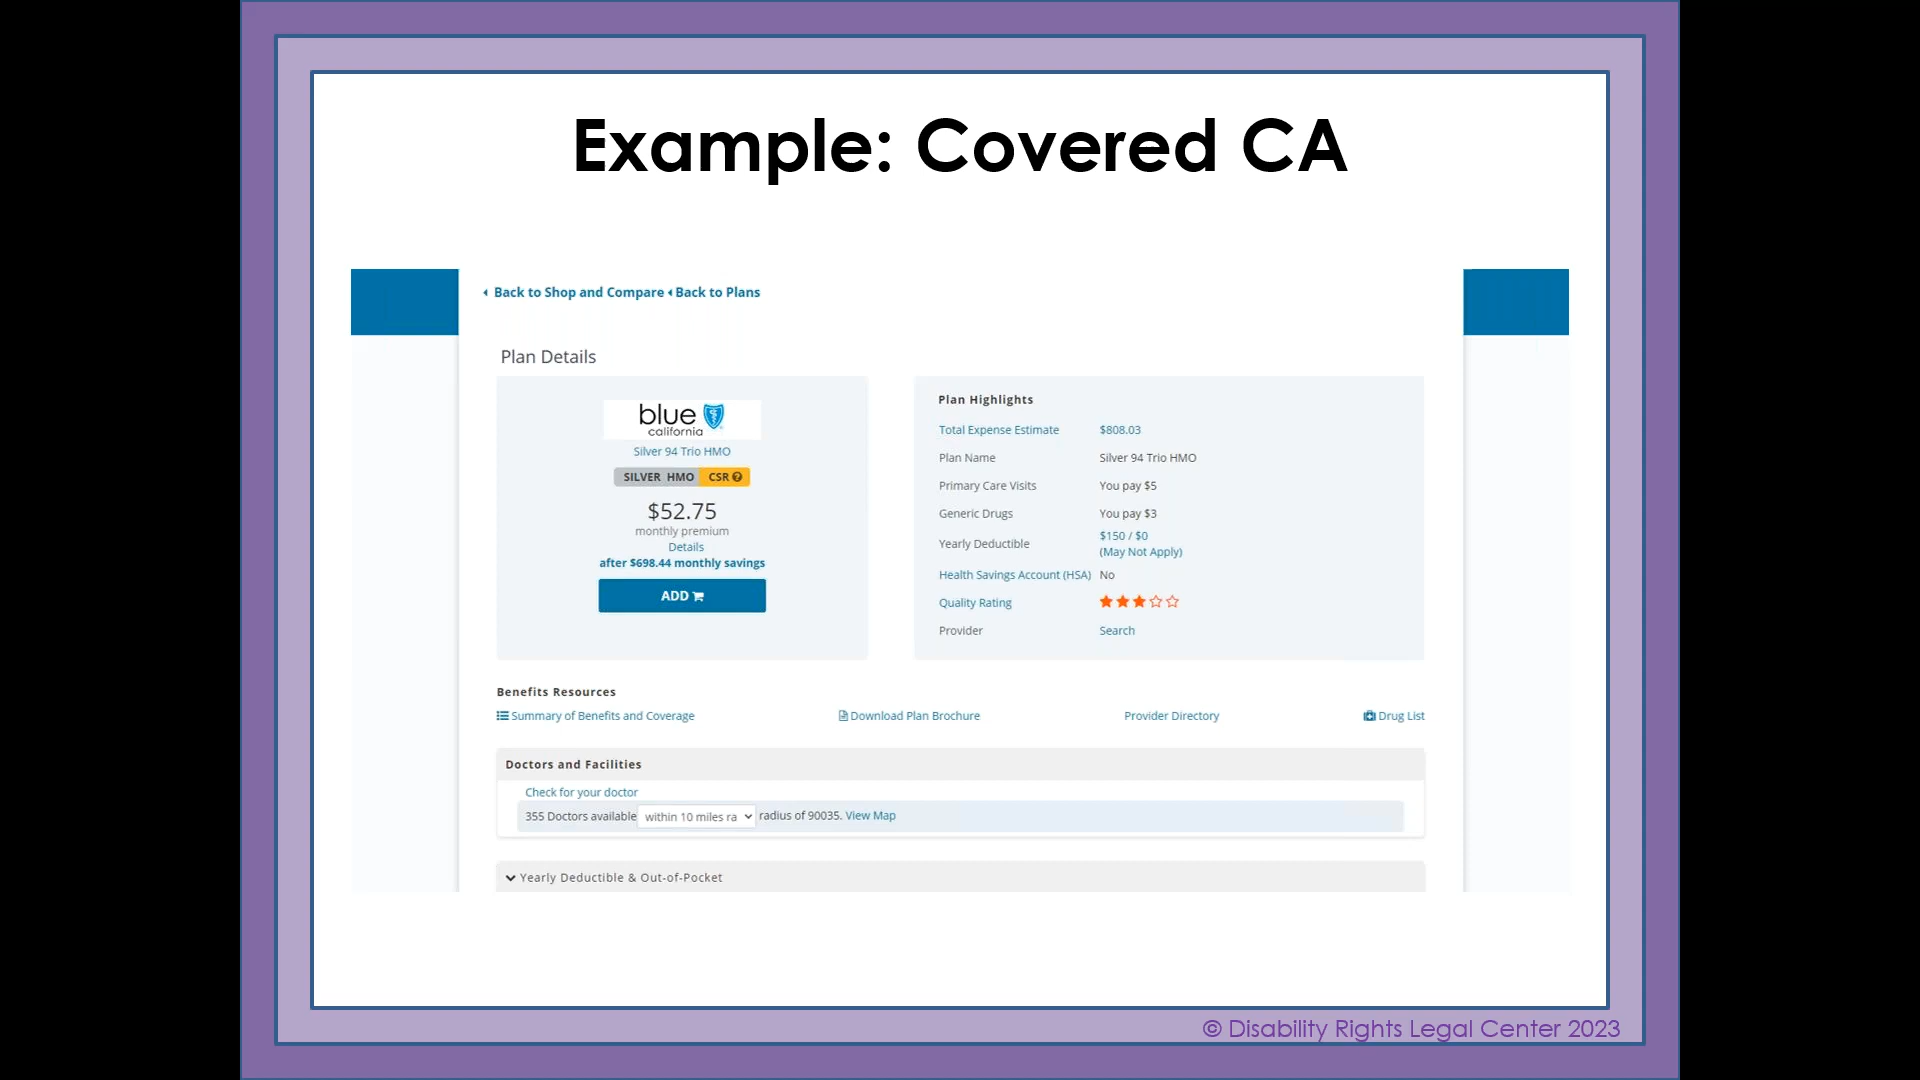 Example: Covered CA
Back to Shop and Compare Back to Plans
Plan Details
blue
california
Silver 94 Trio HMO
SILVER HMO CSR
$52.75
monthly premium
Details
after $698.44 monthly savings
ADD
Plan Highlights
Total Expense Estimate $808.03
Plan Name Silver 94 Trio HMO
Primary Care Visits You pay $5
Generic Drugs You pay $3
Yearly Deductible $150 / $0
(May Not Apply)
Health Savings Account (HSA) No
Quality Rating
Provider Search
Benefits Resources
Summary of Benefits and Coverage Download Plan Brochure Provider Directory Drug List
Doctors and Facilities
Check for your doctor
355 Doctors available within 10 miles ra radius of 90035. View Map
Yearly Deductible & Out-of-Pocket
© Disability Rights Legal Center 2023